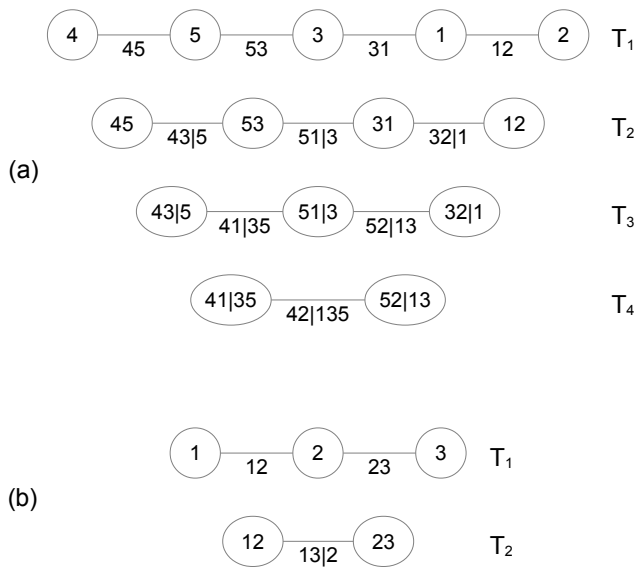 4 5 3 1 2 T₁
45 53 31 12
45 53 31 12 T₂
43|5 51|3 32|1
(a)
43|5 51|3 32|1 T₃
41|35 52|13
41|35 52|13 T₄
42|135
1 2 3 T₁
12 23
(b)
12 23 T₂
13|2